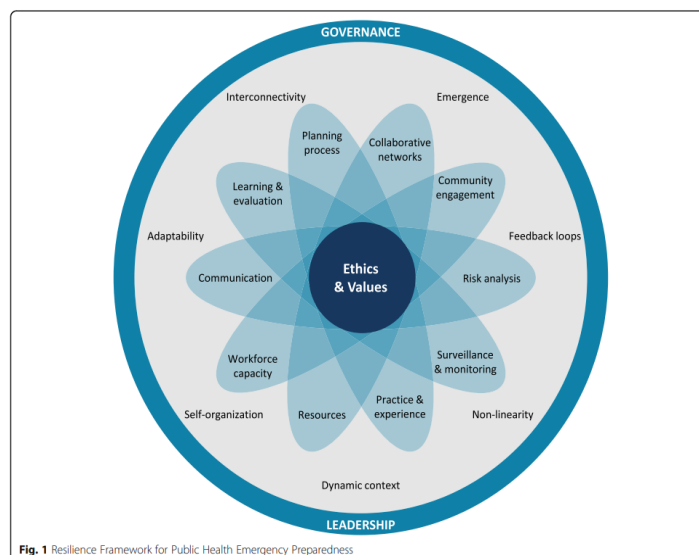 GOVERNANCE
Interconnectivity
Emergence
Planning
process
Collaborative
networks
Learning &
evaluation
Community
engagement
Adaptability
Feedback loops
Communication
Ethics
& Values
Risk analysis
Workforce
capacity
Surveillance
& monitoring
Self-organization
Resources
Practice &
experience
Non-linearity
Dynamic context
LEADERSHIP
Fig. 1 Resilience Framework for Public Health Emergency Preparedness